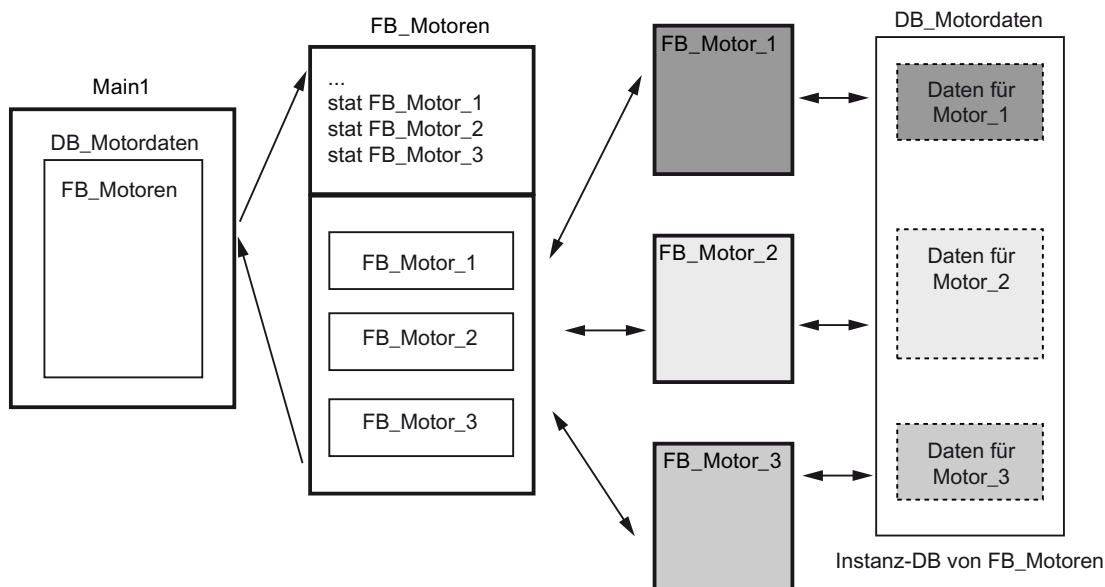 Main1
DB_Motordaten
FB_Motoren
FB_Motoren
...
stat FB_Motor_1
stat FB_Motor_2
stat FB_Motor_3
FB_Motor_1
FB_Motor_2
FB_Motor_3
FB_Motor_1
FB_Motor_2
FB_Motor_3
DB_Motordaten
Daten für
Motor_1
Daten für
Motor_2
Daten für
Motor_3
Instanz-DB von FB_Motoren